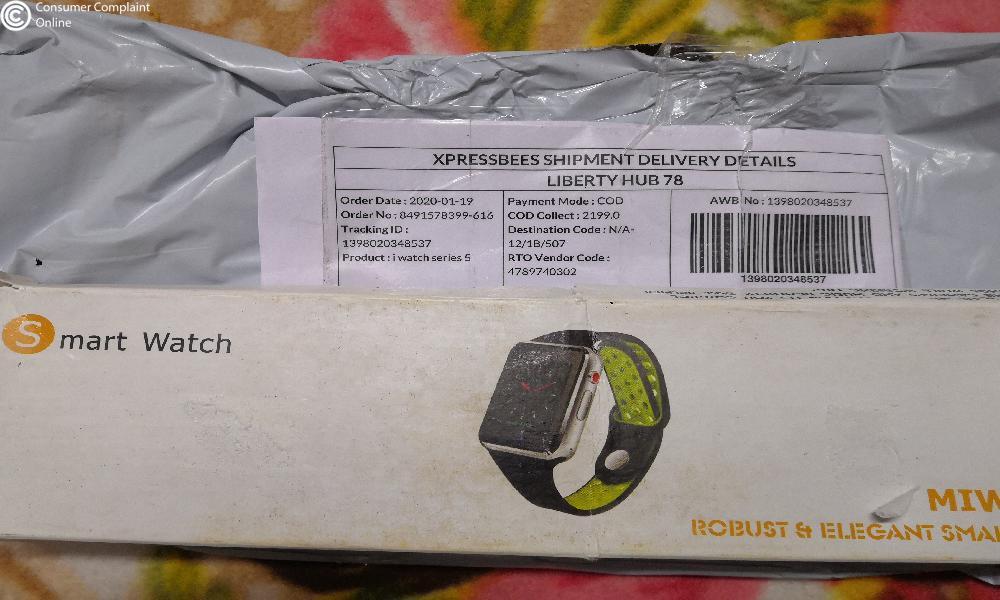 Consumer Complaint
Online
XPRESSBEES SHIPMENT DELIVERY DETAILS
LIBERTY HUB 78
Order Date : 2020-01-19
Order No : 8491578399-616
Tracking ID :
1398020348537
Product : i watch series 5
Payment Mode : COD
COD Collect : 2199.0
Destination Code : N/A-
12/1B/507
RTO Vendor Code :
4789740302
AWB No : 1398020348537
1398020348537
Smart Watch
MIW
ROBUST & ELEGANT SMA